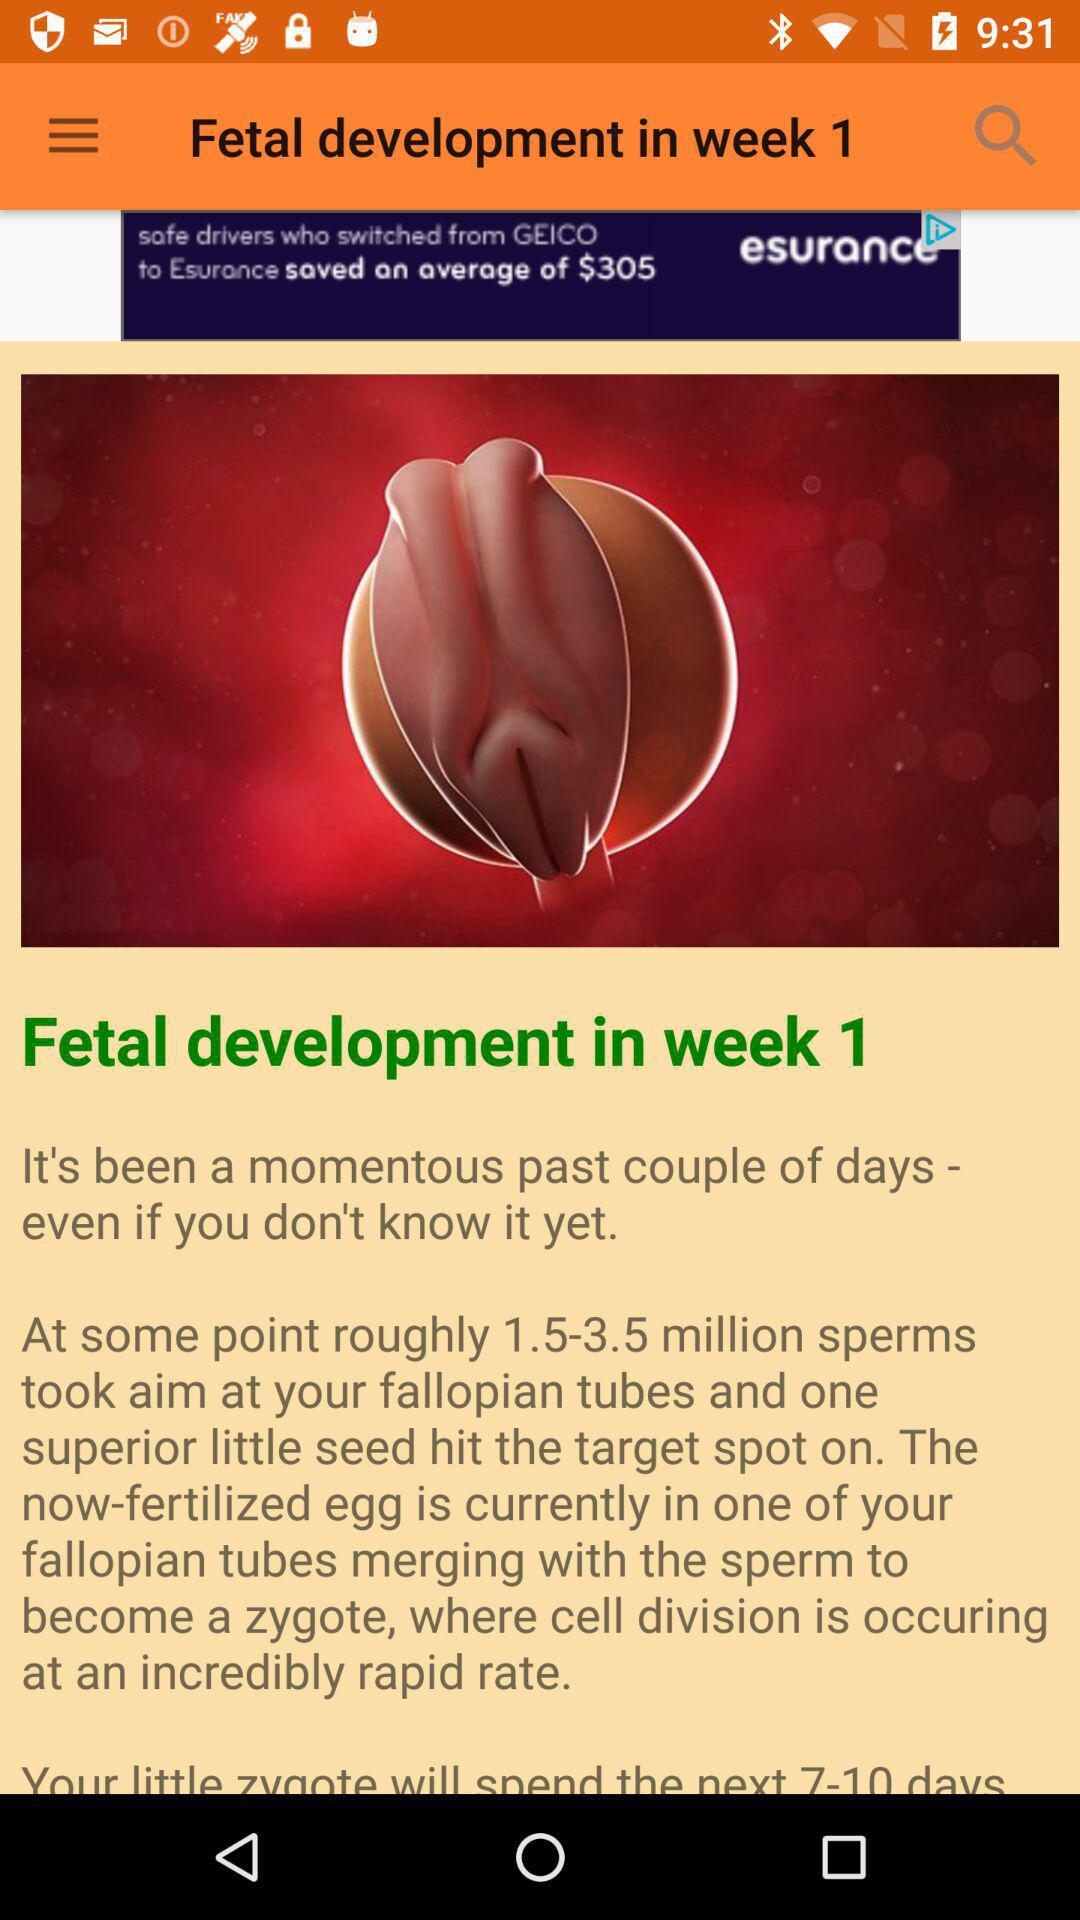 FAKE
9:31
Fetal development in week 1
safe drivers who switched from GEICO
to Esurance saved an average of $305
esurance
Fetal development in week 1
It's been a momentous past couple of days -
even if you don't know it yet.
At some point roughly 1.5-3.5 million sperms
took aim at your fallopian tubes and one
superior little seed hit the target spot on. The
now-fertilized egg is currently in one of your
fallopian tubes merging with the sperm to
become a zygote, where cell division is occuring
at an incredibly rapid rate.
Your little zygote will spend the next 7-10 days